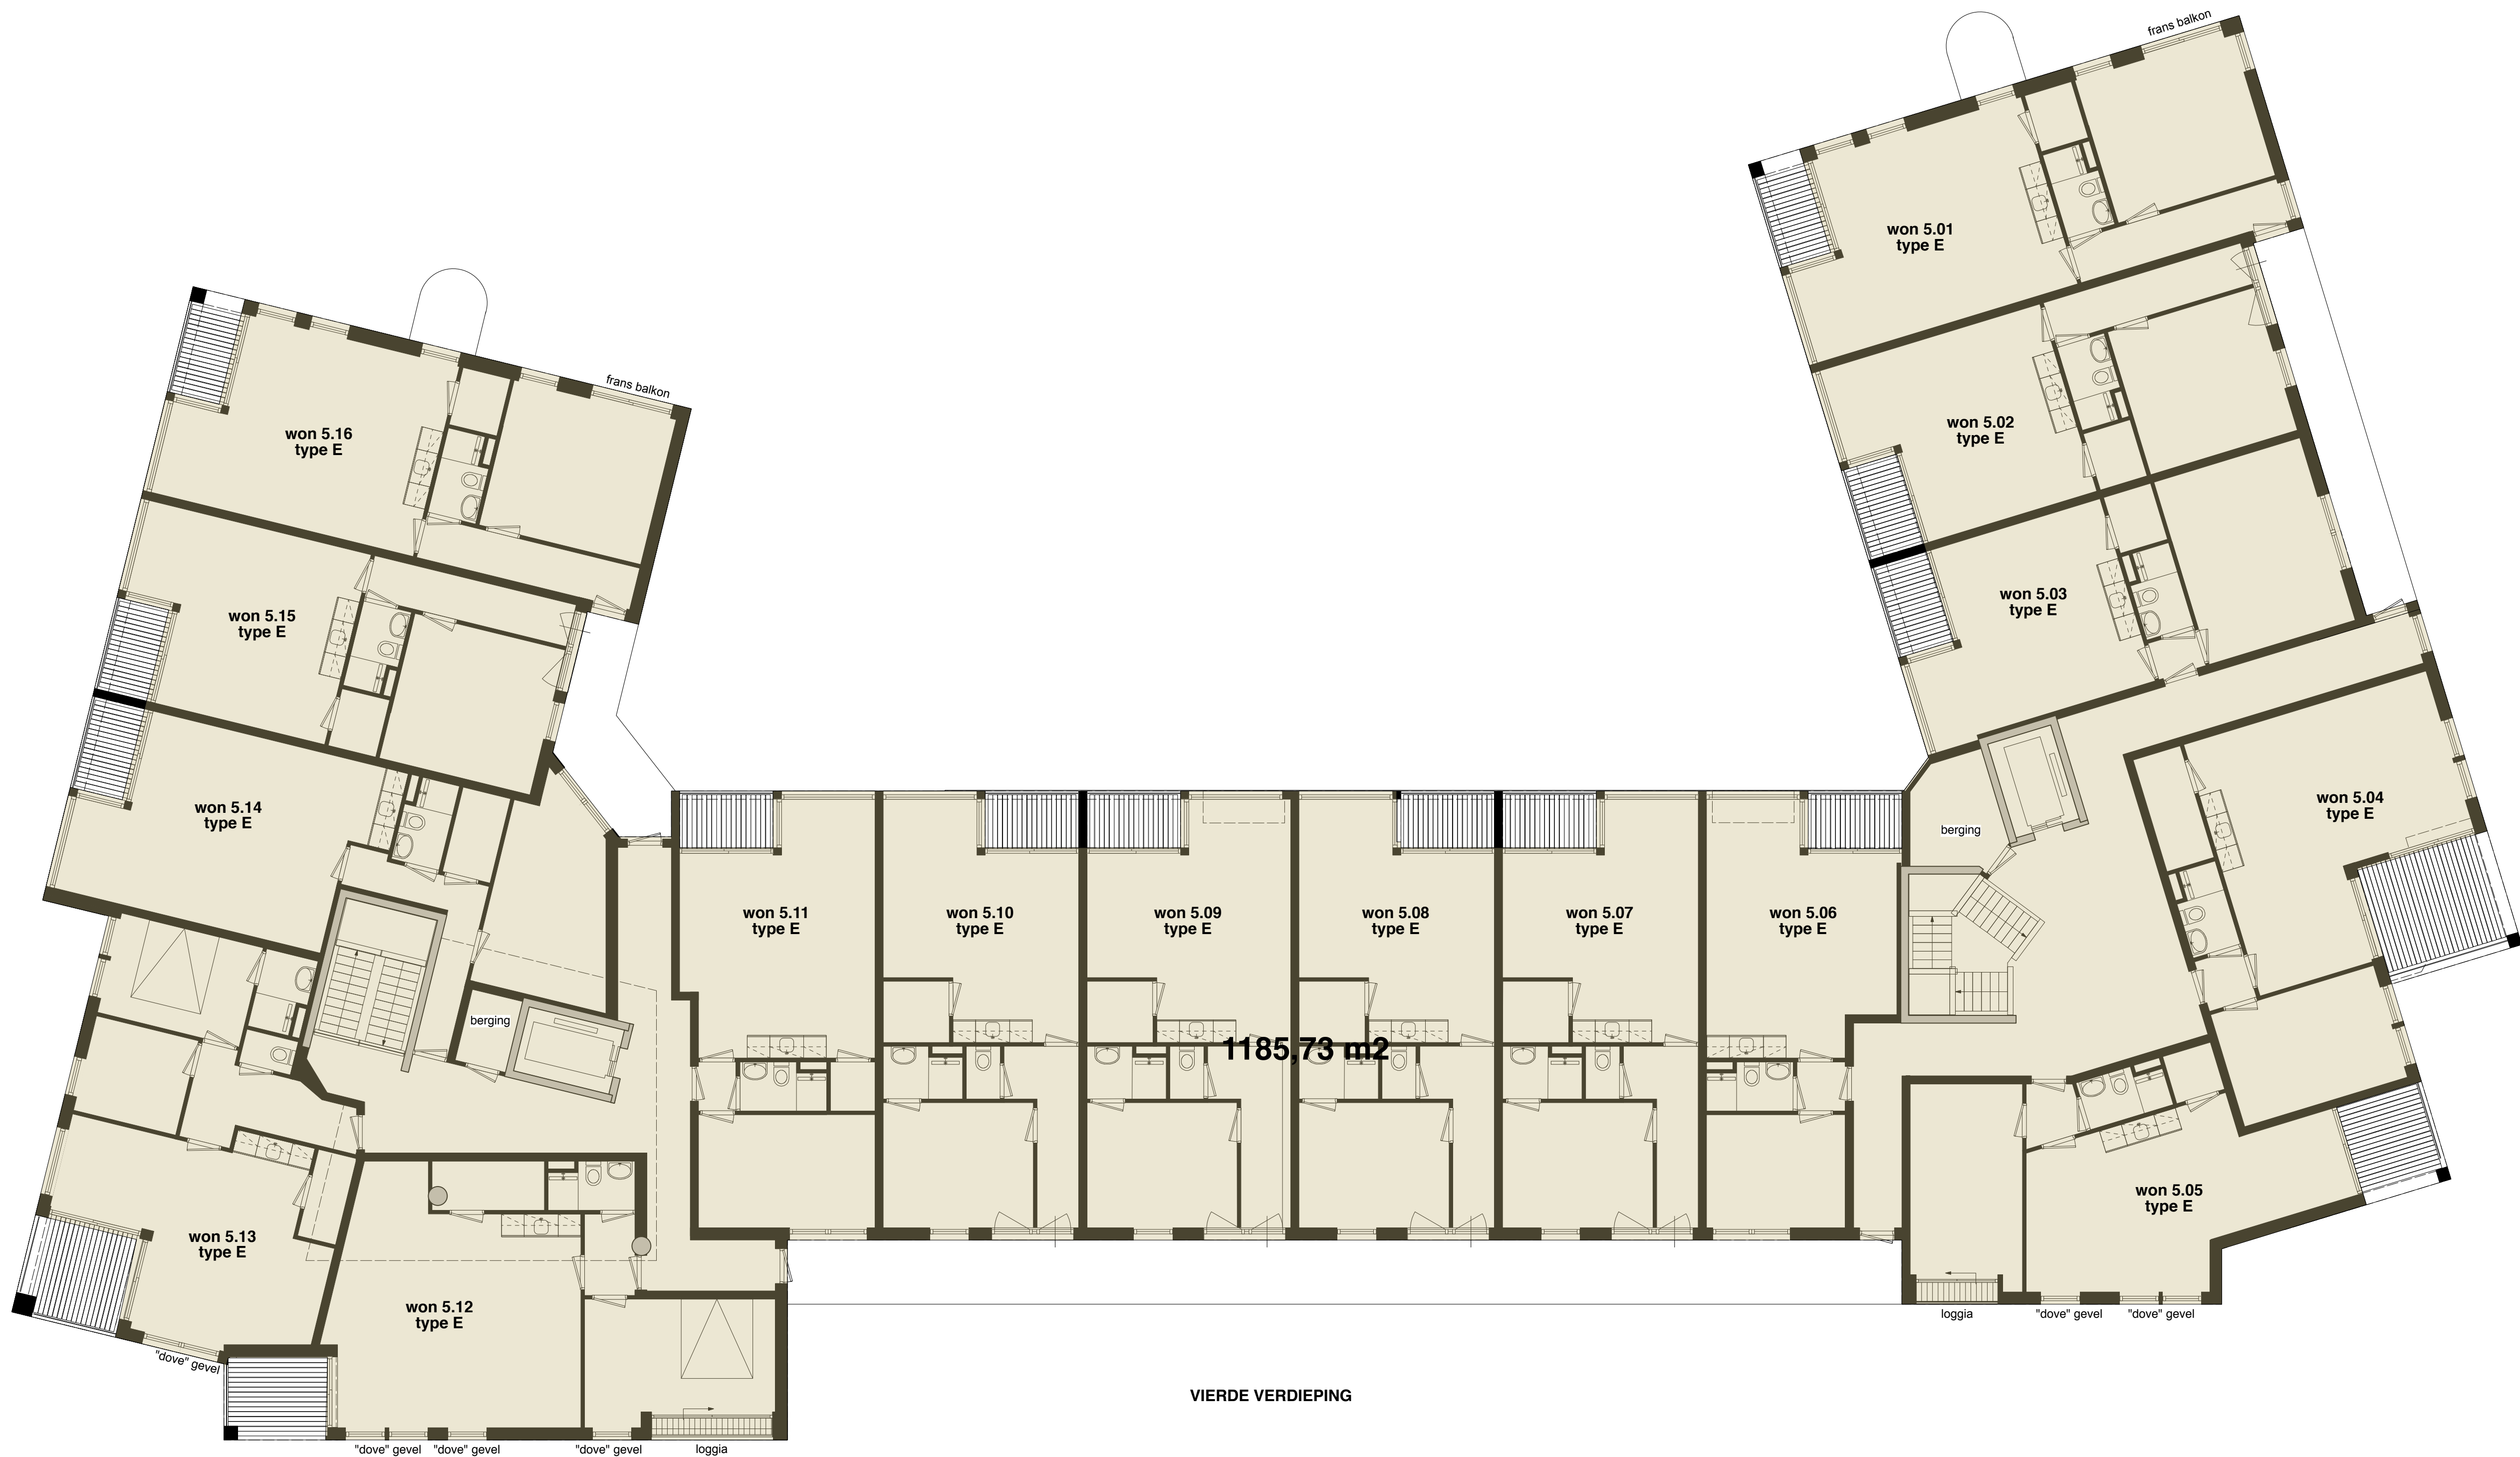 frans balkon
won 5.01
type E
won 5.02
type E
won 5.03
type E
won 5.04
type E
berging
won 5.05
type E
loggia
"dove" gevel
"dove" gevel
frans balkon
won 5.16
type E
won 5.15
type E
won 5.14
type E
won 5.11
type E
won 5.10
type E
won 5.09
type E
won 5.08
type E
won 5.07
type E
won 5.06
type E
berging
1185,73 m2
won 5.13
type E
"dove" gevel
won 5.12
type E
"dove" gevel
"dove" gevel
"dove" gevel
loggia
VIERDE VERDIEPING